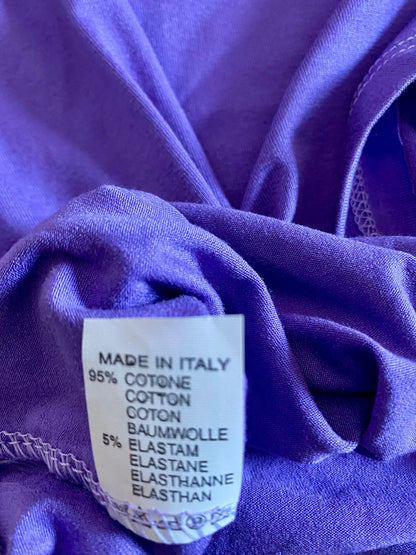 MADE IN ITALY
95% COTONE
COTTON
COTON
BAUMWOLLE
5% ELASTAM
ELASTANE
ELASTHANNE
ELASTHAN